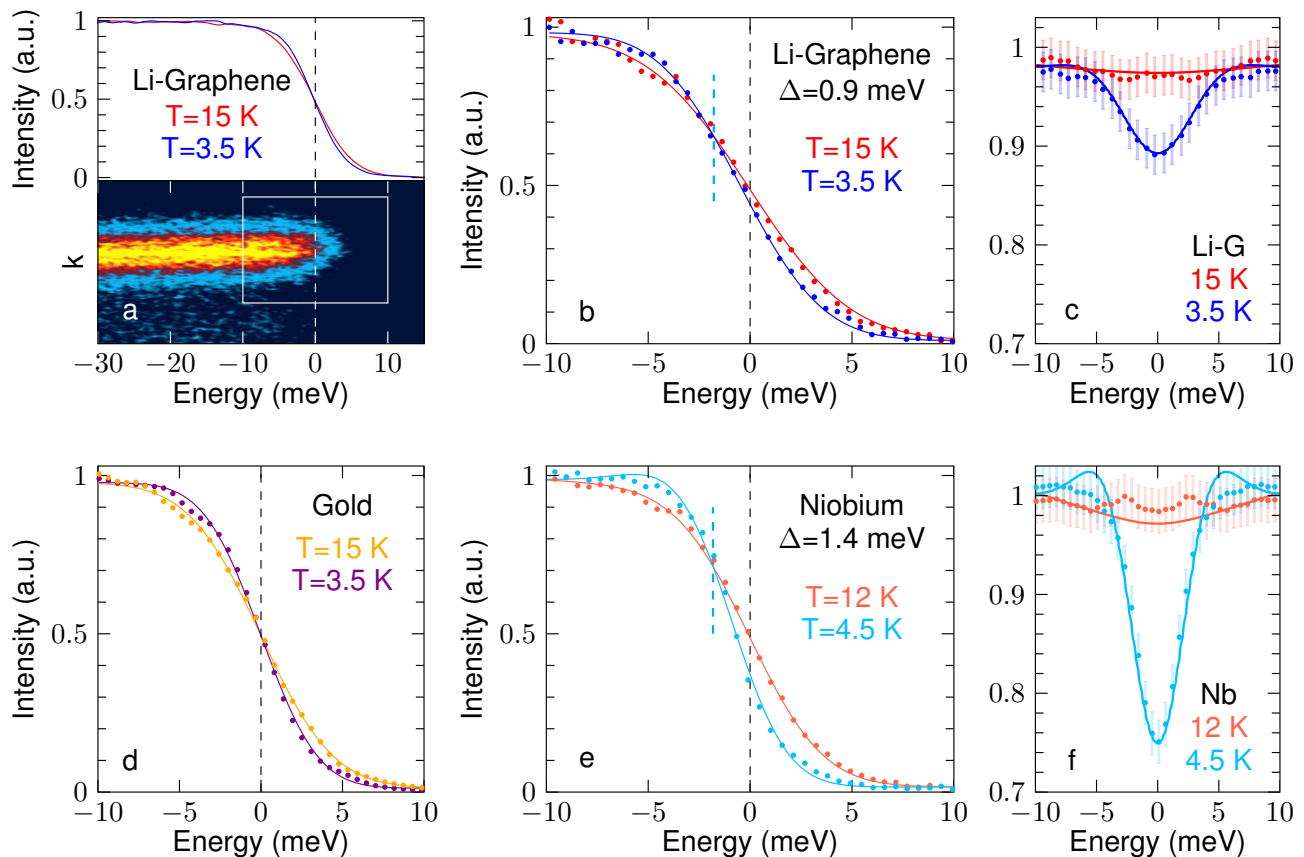 Intensity (a.u.)
1
0.5
0
Li-Graphene
T=15 K
T=3.5 K
k
a
−30 −20 −10 0 10
Energy (meV)
Intensity (a.u.)
1
0.5
0
Li-Graphene
Δ=0.9 meV
T=15 K
T=3.5 K
b
−10 −5 0 5 10
Energy (meV)
1
0.9
0.8
0.7
Li-G
15 K
3.5 K
c
−10 −5 0 5 10
Energy (meV)
Intensity (a.u.)
1
0.5
0
Gold
T=15 K
T=3.5 K
d
−10 −5 0 5 10
Energy (meV)
Intensity (a.u.)
1
0.5
0
Niobium
Δ=1.4 meV
T=12 K
T=4.5 K
e
−10 −5 0 5 10
Energy (meV)
1
0.9
0.8
0.7
Nb
12 K
4.5 K
f
−10 −5 0 5 10
Energy (meV)